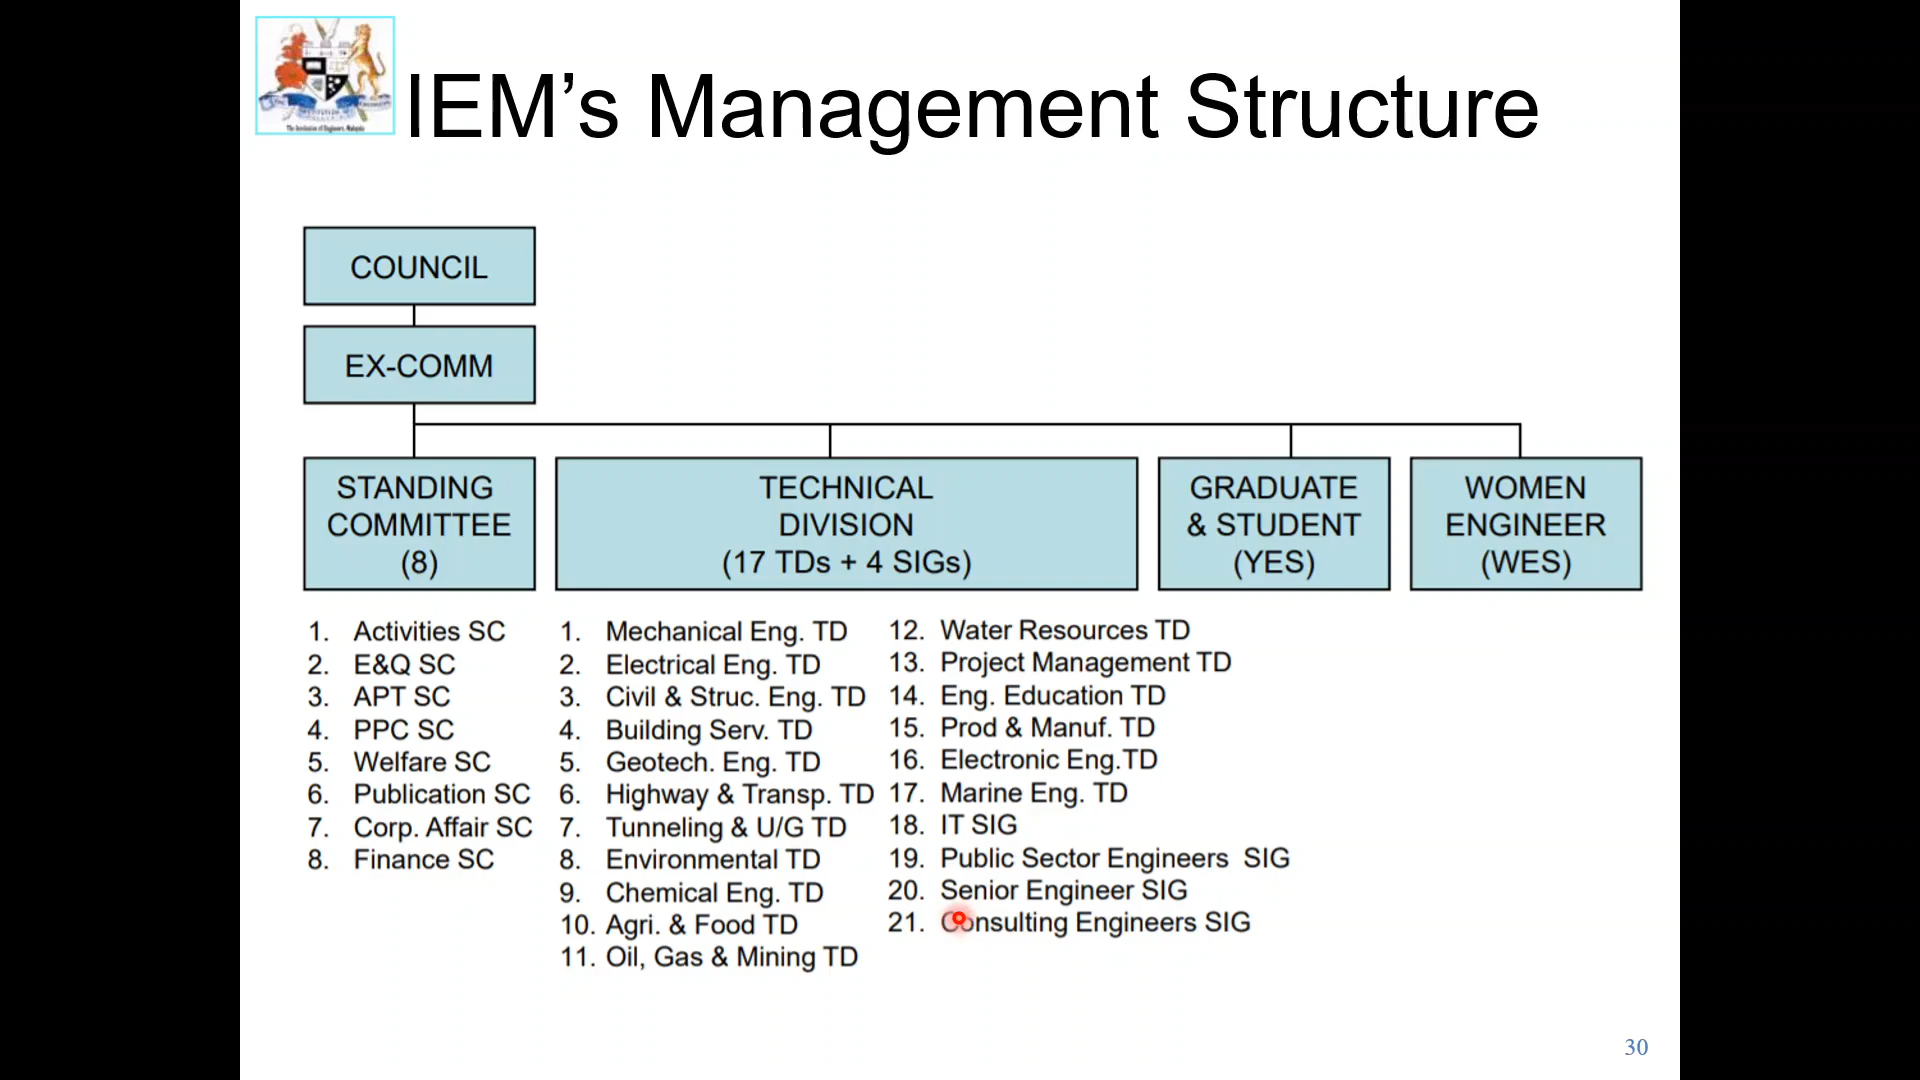 The Institution of Engineers, Malaysia
IEM’s Management Structure
COUNCIL
EX-COMM
STANDING
COMMITTEE
(8)
TECHNICAL
DIVISION
(17 TDs + 4 SIGs)
GRADUATE
& STUDENT
(YES)
WOMEN
ENGINEER
(WES)
1. Activities SC
2. E&Q SC
3. APT SC
4. PPC SC
5. Welfare SC
6. Publication SC
7. Corp. Affair SC
8. Finance SC
1. Mechanical Eng. TD
2. Electrical Eng. TD
3. Civil & Struc. Eng. TD
4. Building Serv. TD
5. Geotech. Eng. TD
6. Highway & Transp. TD
7. Tunneling & U/G TD
8. Environmental TD
9. Chemical Eng. TD
10. Agri. & Food TD
11. Oil, Gas & Mining TD
12. Water Resources TD
13. Project Management TD
14. Eng. Education TD
15. Prod & Manuf. TD
16. Electronic Eng.TD
17. Marine Eng. TD
18. IT SIG
19. Public Sector Engineers SIG
20. Senior Engineer SIG
21. Consulting Engineers SIG
30